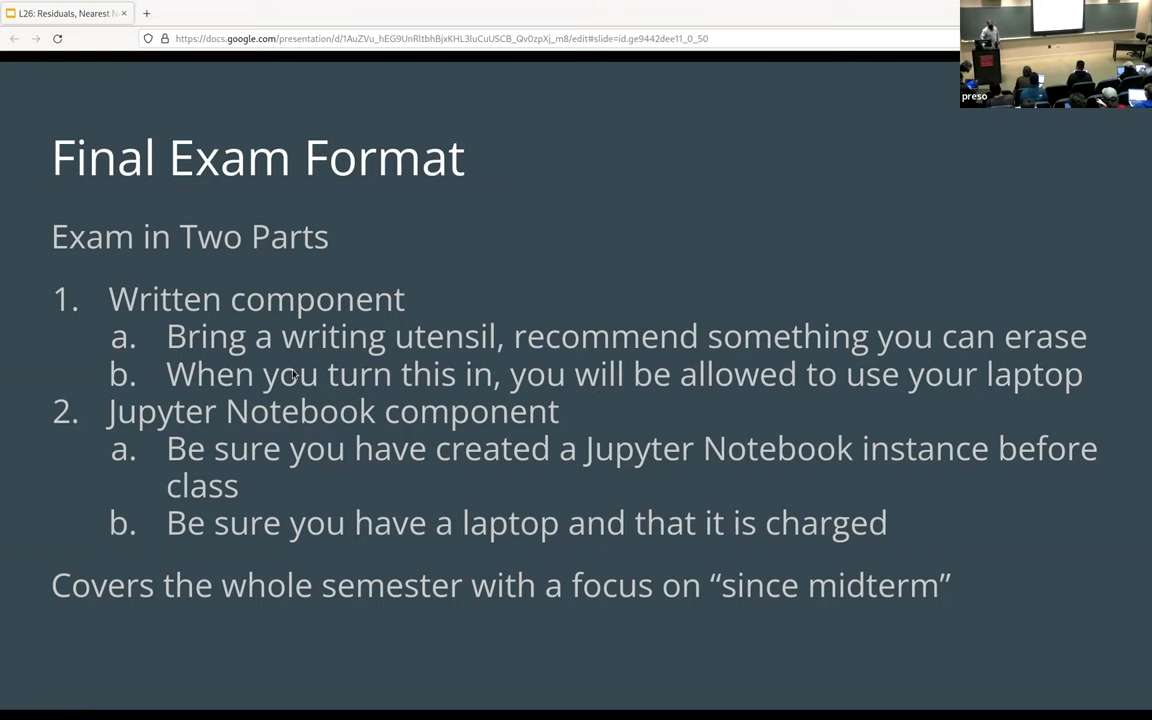 L26: Residuals, Nearest
https://docs.google.com/presentation/d/1AuZVu_hEG9UnRltbhBjxKHL3luCuUSCB_Qv0zpXj_m8/edit#slide=id.ge9442dee11_0_50
preso
Final Exam Format
Exam in Two Parts
1. Written component
a. Bring a writing utensil, recommend something you can erase
b. When you turn this in, you will be allowed to use your laptop
2. Jupyter Notebook component
a. Be sure you have created a Jupyter Notebook instance before
class
b. Be sure you have a laptop and that it is charged
Covers the whole semester with a focus on “since midterm”